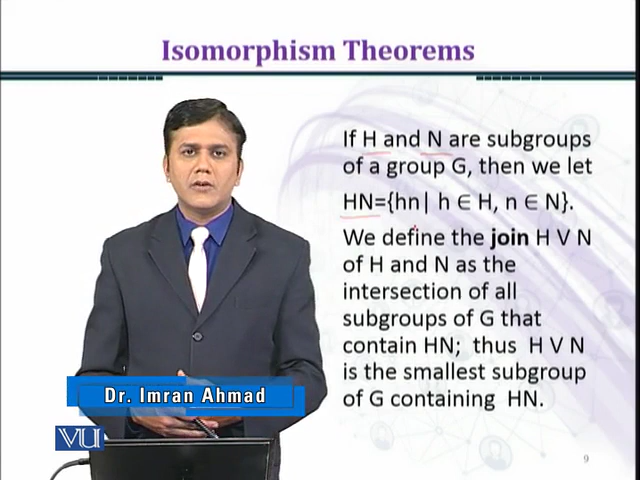 Isomorphism Theorems
If H and N are subgroups
of a group G, then we let
HN={hn| h ∈ H, n ∈ N}.
We define the join H V N
of H and N as the
intersection of all
subgroups of G that
contain HN; thus H V N
is the smallest subgroup
of G containing HN.
Dr. Imran Ahmad
VU
9